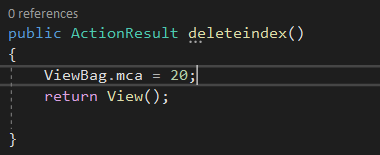 0 references
public ActionResult deleteindex()
{
ViewBag.mca = 20;
return View();
}